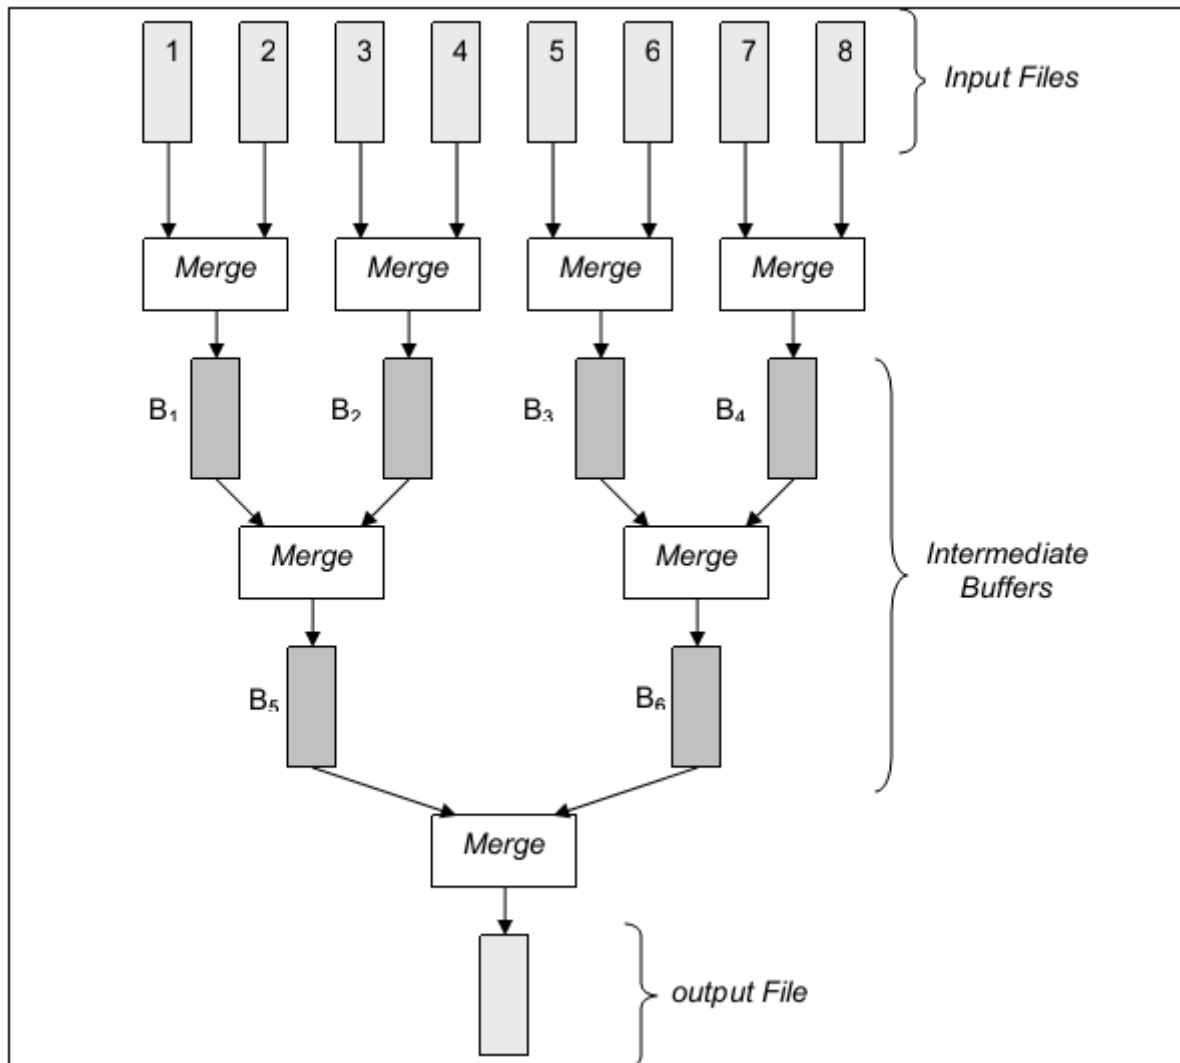 1 2 3 4 5 6 7 8
Input Files
Merge Merge Merge Merge
B₁ B₂ B₃ B₄
Merge Merge
Intermediate
Buffers
B₅ B₆
Merge
output File